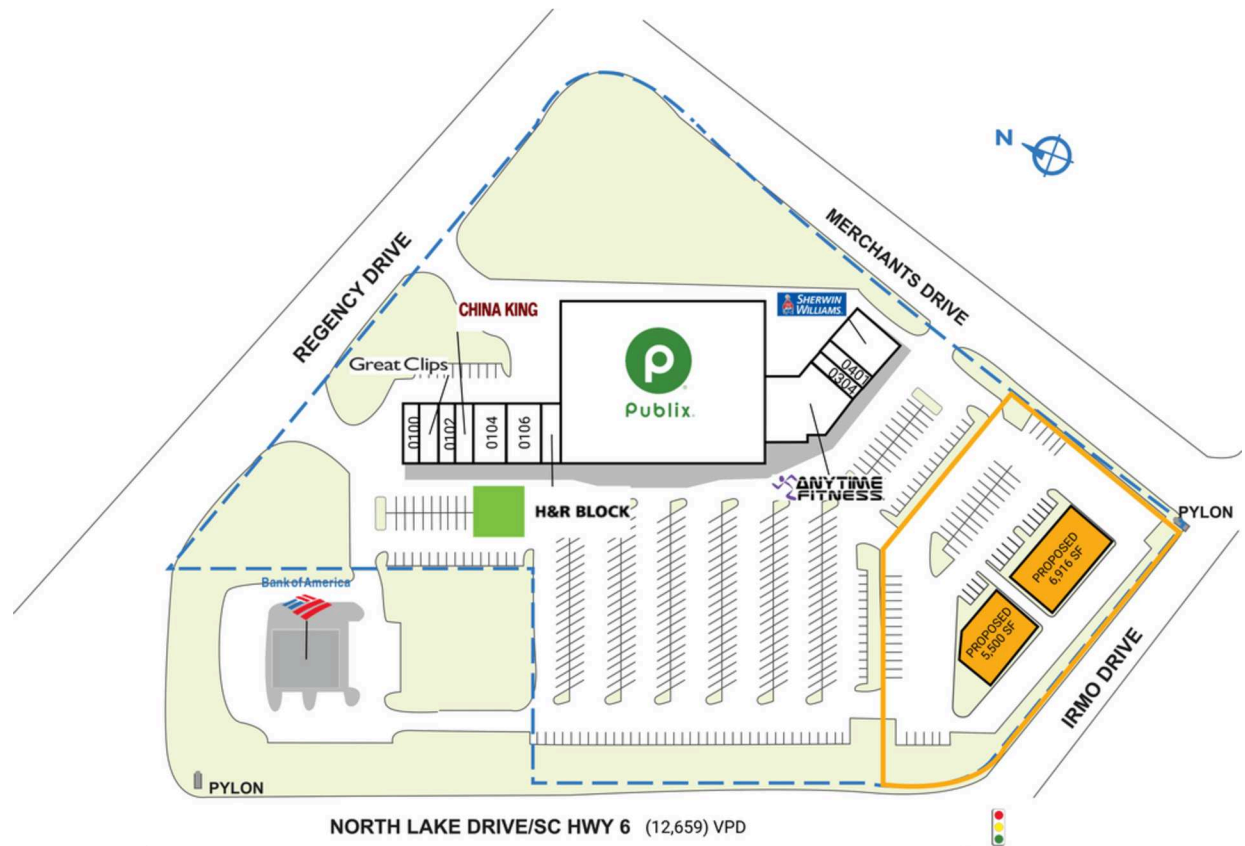 N
MERCHANTS DRIVE
REGENCY DRIVE
CHINA KING
SHERWIN
WILLIAMS.
Great Clips
Publix.
0401
0304
0100
0102
0104
0106
ANYTIME
FITNESS.
H&R BLOCK
PYLON
PROPOSED
6,916 SF
PROPOSED
5,500 SF
Bank of America
IRMO DRIVE
PYLON
NORTH LAKE DRIVE/SC HWY 6 (12,659) VPD